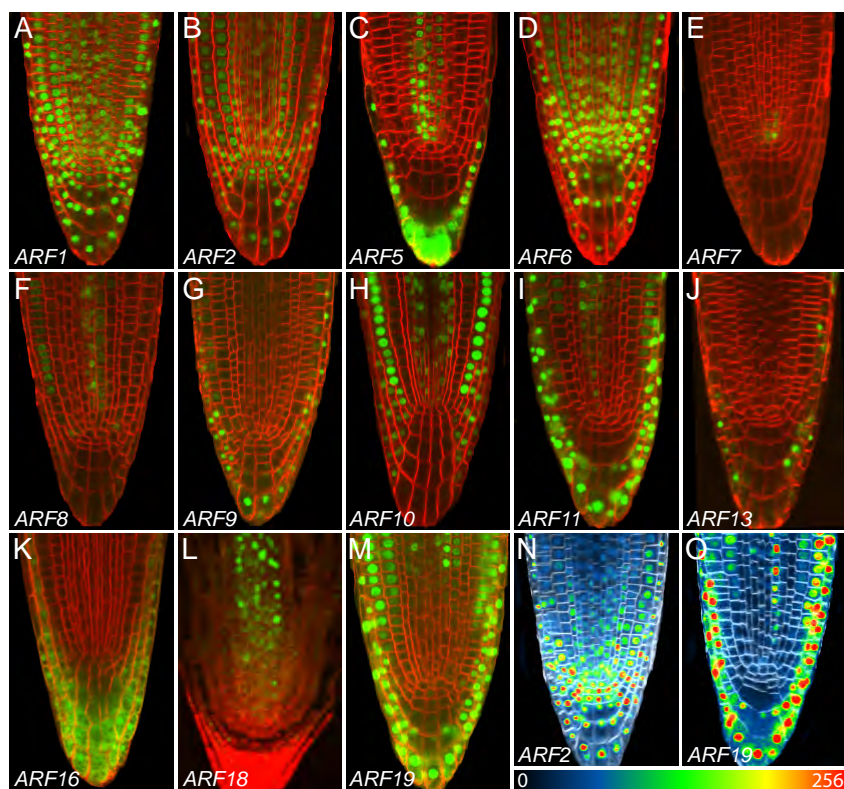 A B C D E
ARF1 ARF2 ARF5 ARF6 ARF7
F G H I J
ARF8 ARF9 ARF10 ARF11 ARF13
K L M N O
ARF16 ARF18 ARF19 ARF2 ARF19
0 256